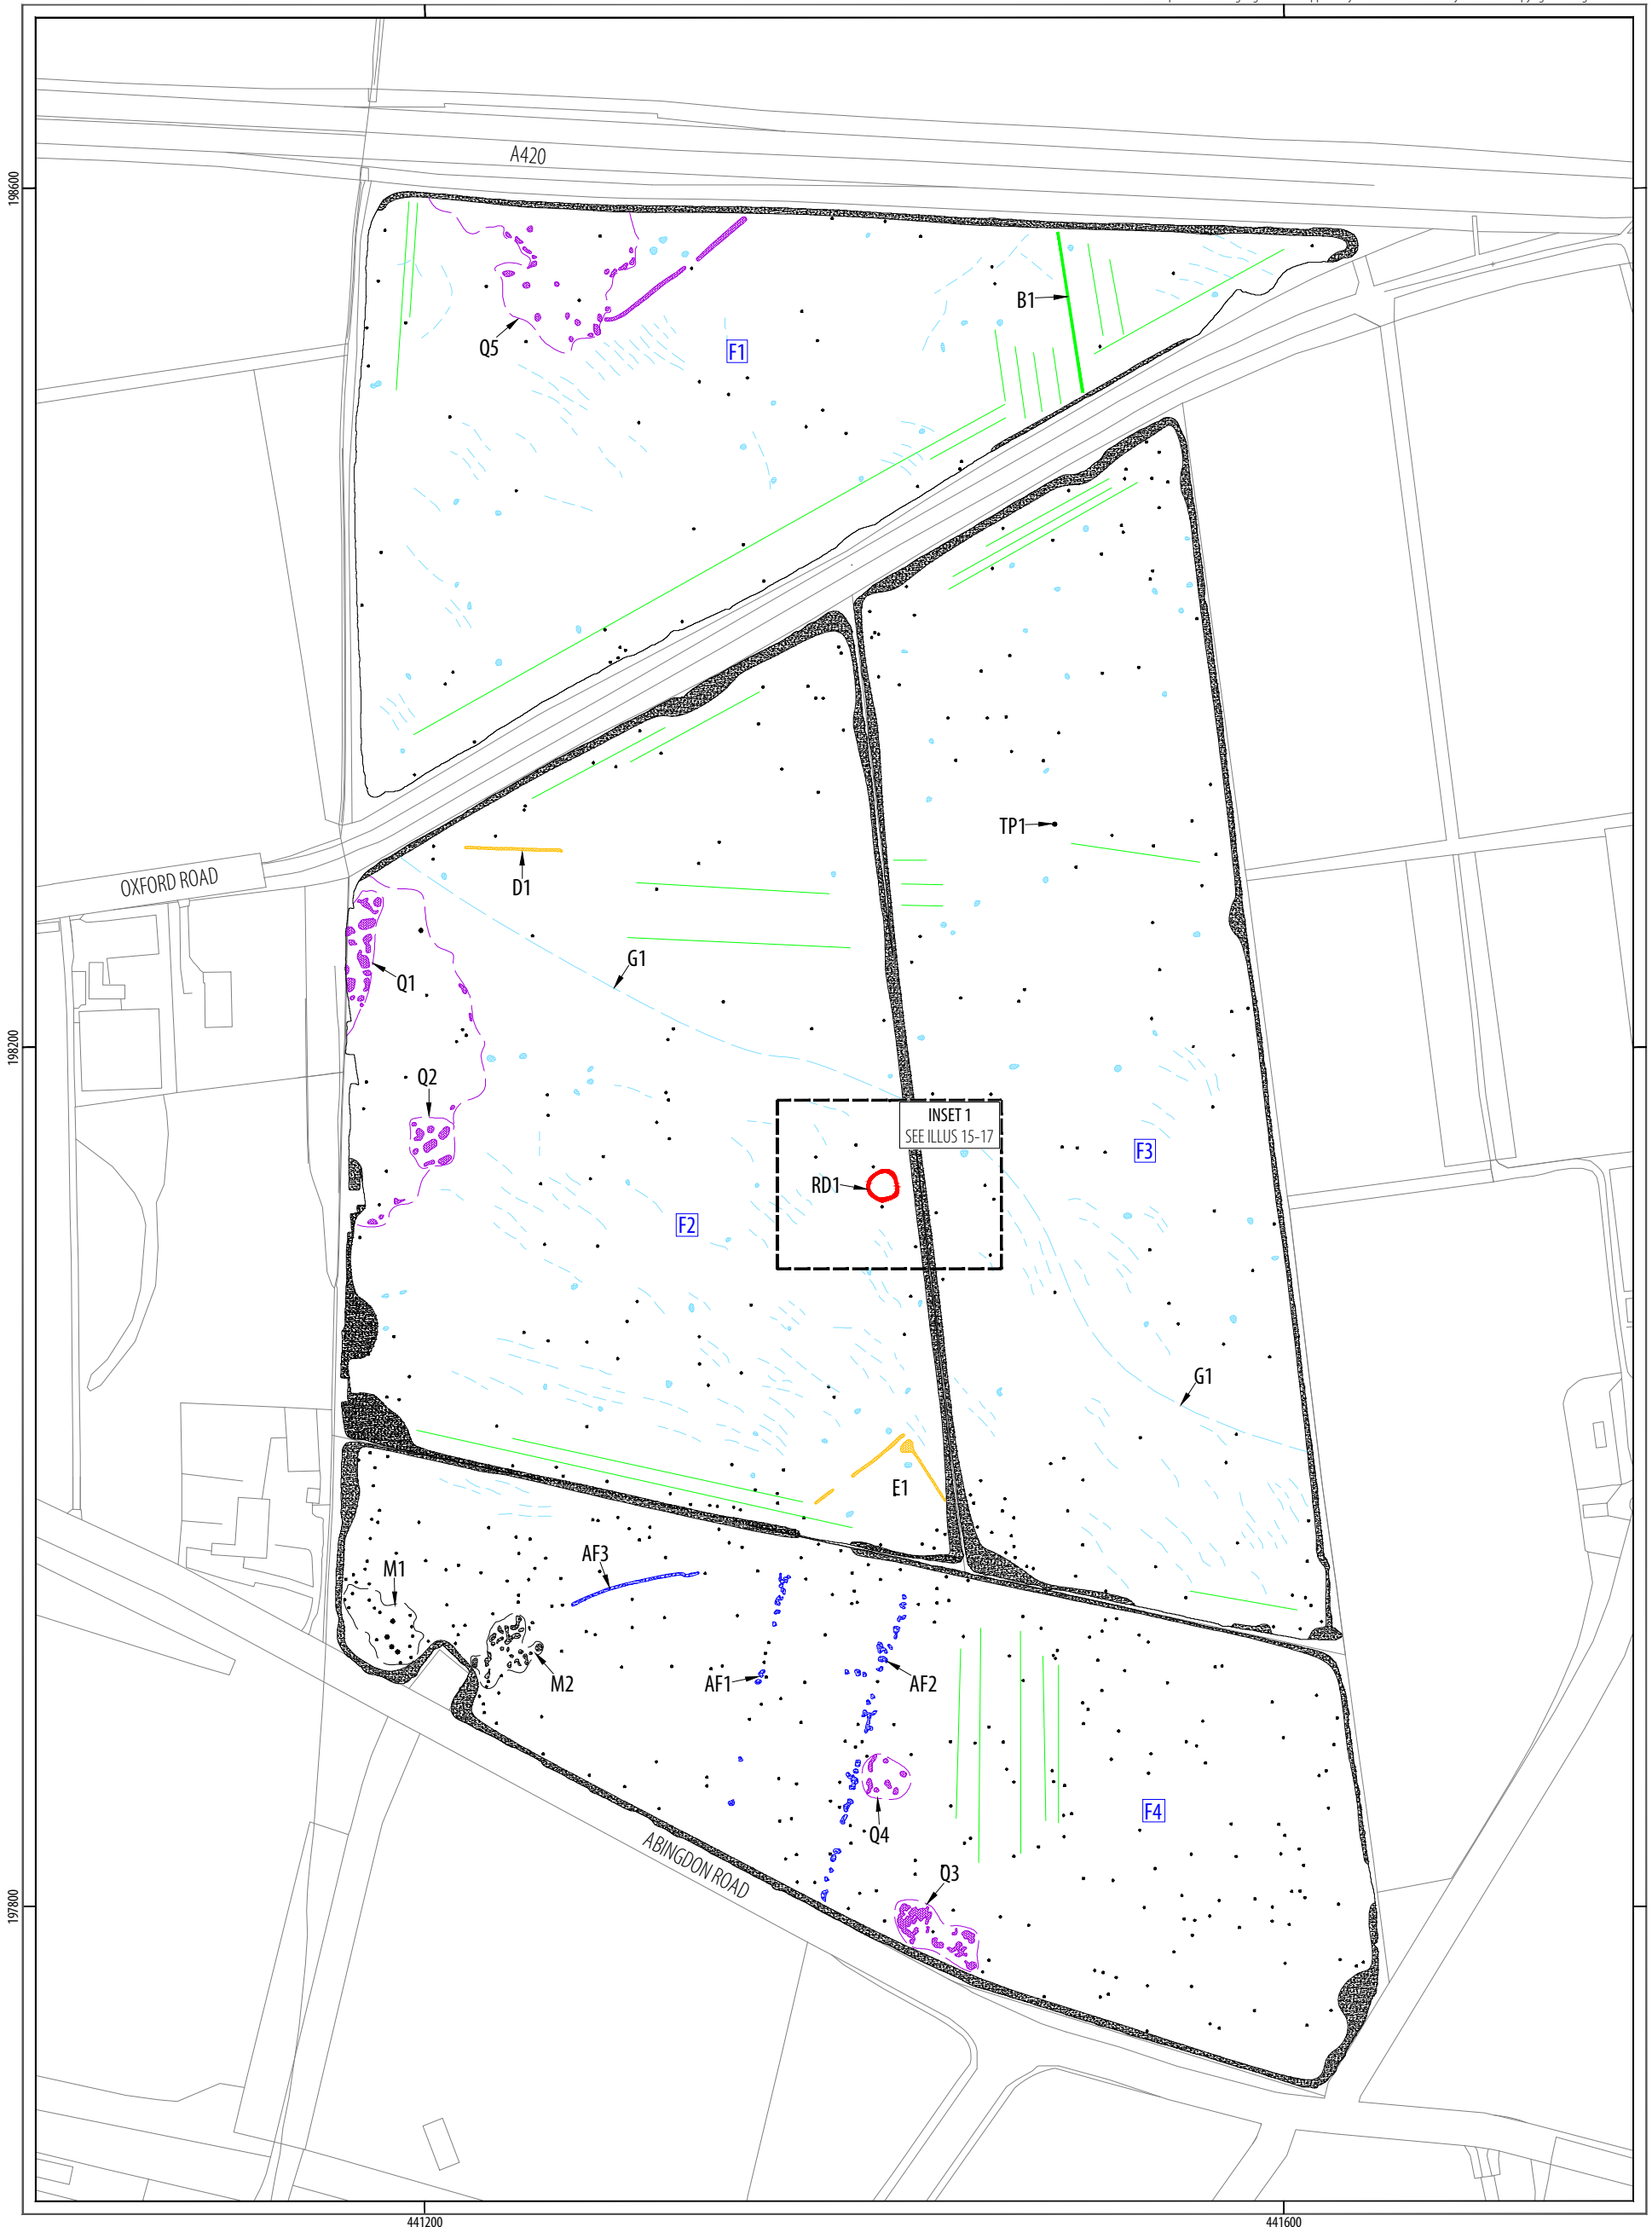 A420
198600
B1
Q5
F1
TP1
D1
OXFORD ROAD
G1
Q1
198200
Q2
INSET 1
SEE ILLUS 15-17
F3
RD1
F2
G1
E1
AF3
M1
M2
AF1
AF2
F4
Q4
ABINGDON ROAD
Q3
197800
441200
441600